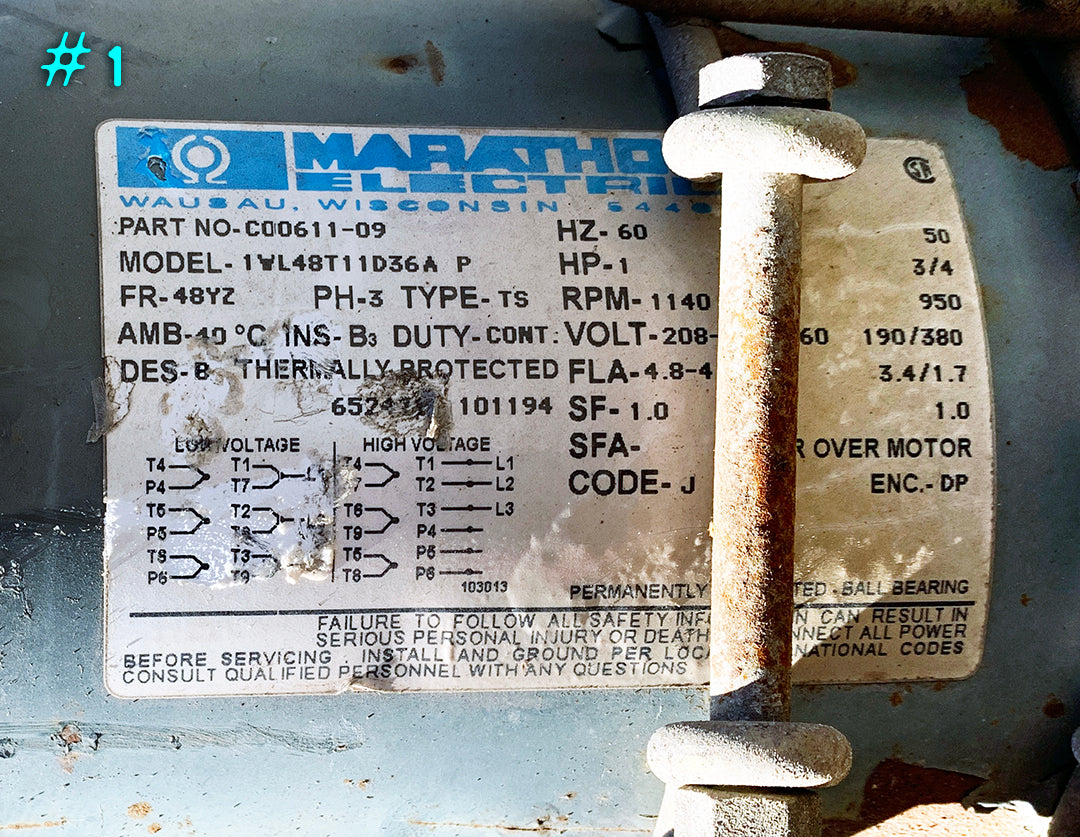 #1
MARATHO
ELECTRI
WAUSAU, WISCONSIN 544
PART NO-C00611-09 HZ-60 50
MODEL-1WL48T11D36A P HP-1 3/4
FR-48YZ PH-3 TYPE-TS RPM-1140 950
AMB-40 °C INS-B3 DUTY-CONT: VOLT-208- 60 190/380
DES-B THERMALLY PROTECTED FLA-4.8-4 3.4/1.7
101194 SF-1.0 1.0
LOW VOLTAGE HIGH VOLTAGE SFA- R OVER MOTOR
T4 T1 T4 T1 L1
P4 T7 T7 T2 L2 CODE-J ENC.-DP
T5 T2 T6 T3 L3
P5 T9 P4
T6 T3 T5 P5
P6 T9 T8 P6
103013
PERMANENTLY TED-BALL BEARING
FAILURE TO FOLLOW ALL SAFETY INF N CAN RESULT IN
SERIOUS PERSONAL INJURY OR DEATH NNECT ALL POWER
BEFORE SERVICING. INSTALL AND GROUND PER LOCA NATIONAL CODES
CONSULT QUALIFIED PERSONNEL WITH ANY QUESTIONS